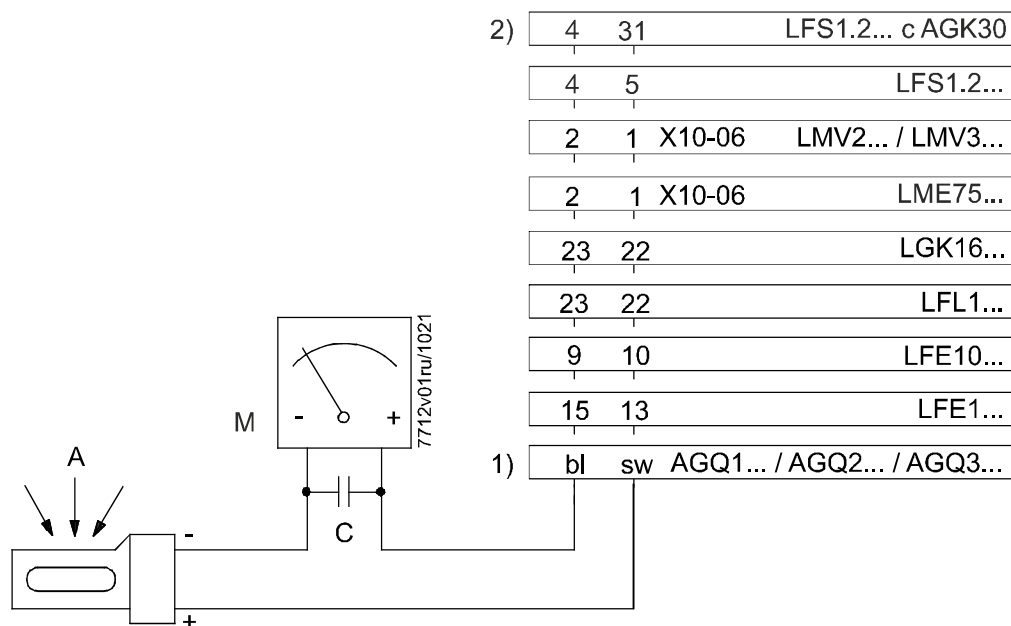 2) 4 31 LFS1.2... c AGK30
4 5 LFS1.2...
2 1 X10-06 LMV2... / LMV3...
2 1 X10-06 LME75...
23 22 LGK16...
23 22 LFL1...
9 10 LFE10...
15 13 LFE1...
1) bl sw AGQ1... / AGQ2... / AGQ3...
7712v01ru/1021
M - +
A
C
-
+